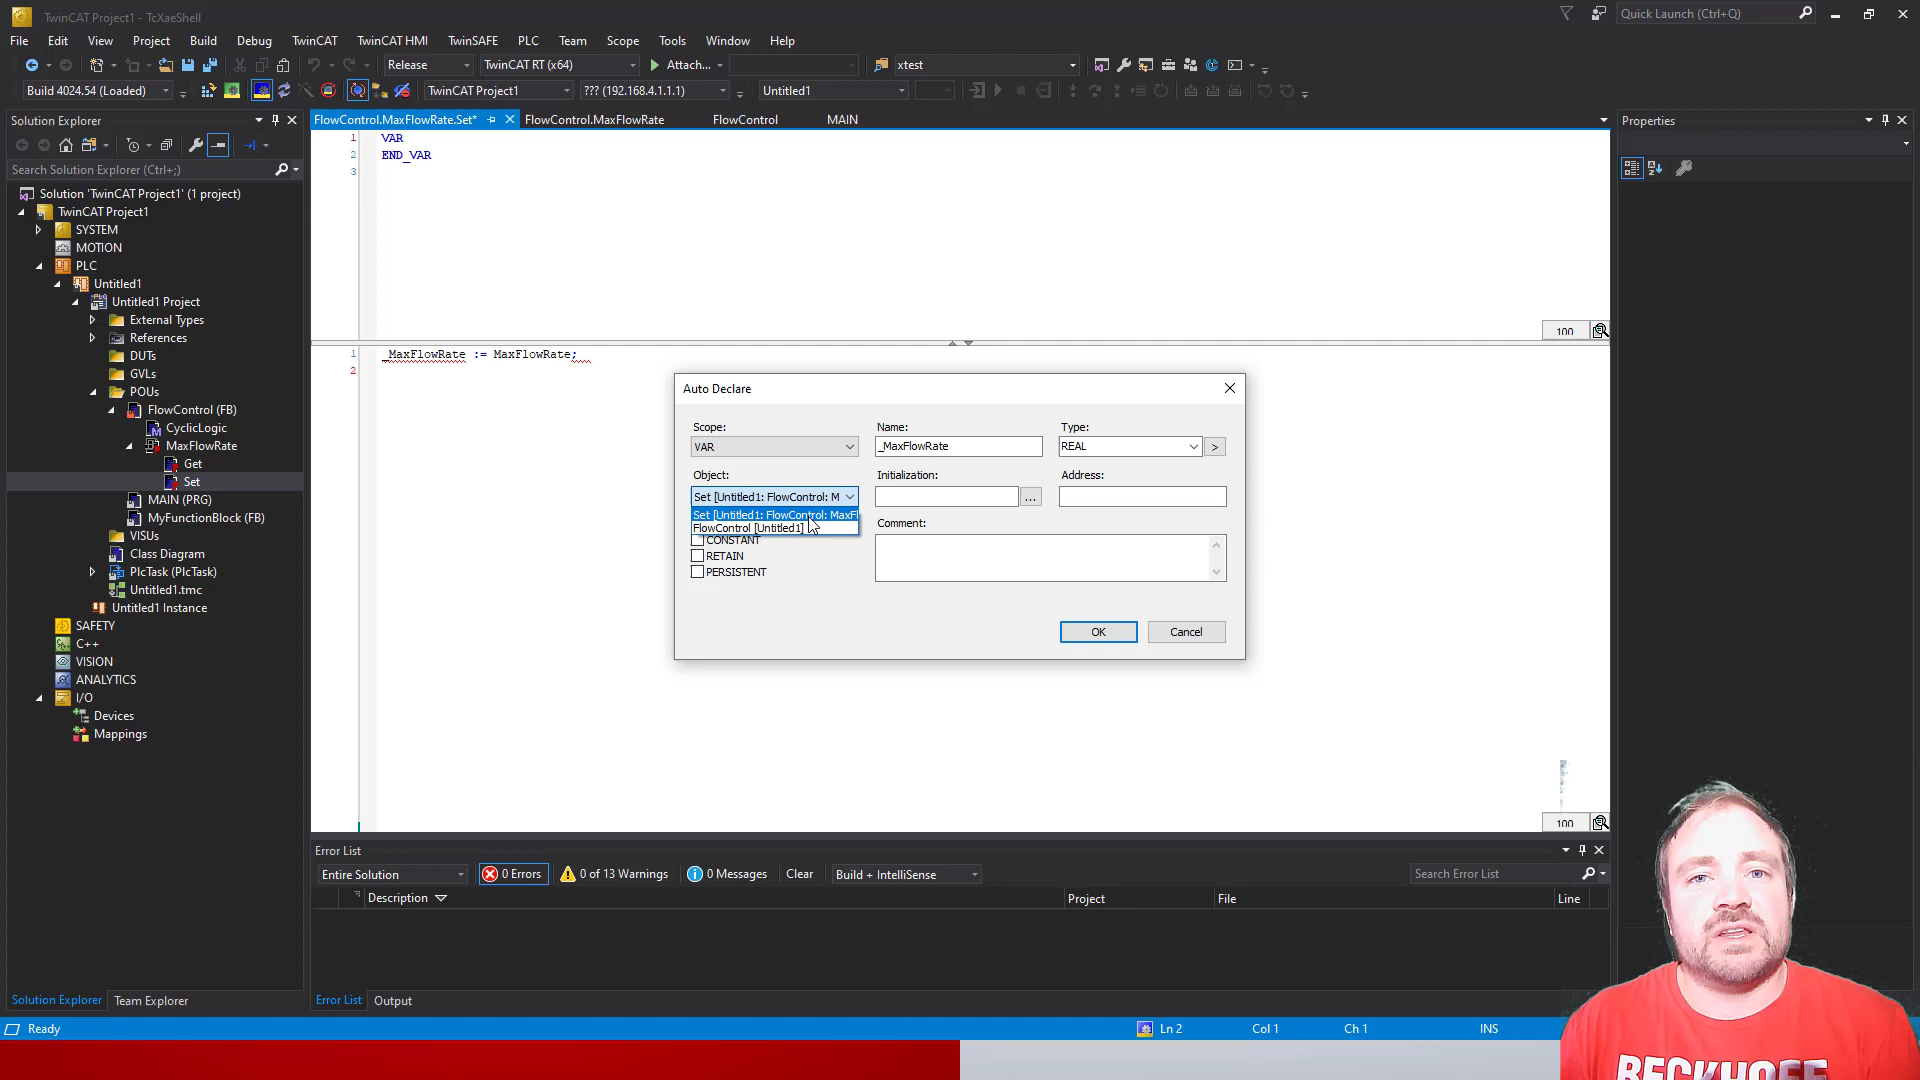 TwinCAT Project1 - TcXaeShell
Quick Launch (Ctrl+Q)
File Edit View Project Build Debug TwinCAT TwinCAT HMI TwinSAFE PLC Team Scope Tools Window Help
Release TwinCAT RT (x64) Attach... xtest
Build 4024.54 (Loaded) TwinCAT Project1 ??? (192.168.4.1.1.1) Untitled1
Solution Explorer
Search Solution Explorer (Ctrl+;)
Solution 'TwinCAT Project1' (1 project)
TwinCAT Project1
SYSTEM
MOTION
PLC
Untitled1
Untitled1 Project
External Types
References
DUTs
GVLs
POUs
FlowControl (FB)
CyclicLogic
MaxFlowRate
Get
Set
MAIN (PRG)
MyFunctionBlock (FB)
VISUs
Class Diagram
PlcTask (PlcTask)
Untitled1.tmc
Untitled1 Instance
SAFETY
C++
VISION
ANALYTICS
I/O
Devices
Mappings
Solution Explorer Team Explorer
FlowControl.MaxFlowRate.Set* FlowControl.MaxFlowRate FlowControl MAIN
1 VAR
2 END_VAR
3
100
1 _MaxFlowRate := MaxFlowRate;
2
100
Auto Declare
Scope: Name: Type:
VAR _MaxFlowRate REAL >
Object: Initialization: Address:
Set [Untitled1: FlowControl: M ...
Set [Untitled1: FlowControl: MaxF
FlowControl [Untitled1]
Comment:
CONSTANT
RETAIN
PERSISTENT
OK Cancel
Properties
Error List
Entire Solution 0 Errors 0 of 13 Warnings 0 Messages Clear Build + IntelliSense Search Error List
Description Project File Line
Error List Output
Ready Ln 2 Col 1 Ch 1 INS
BECKHOFF